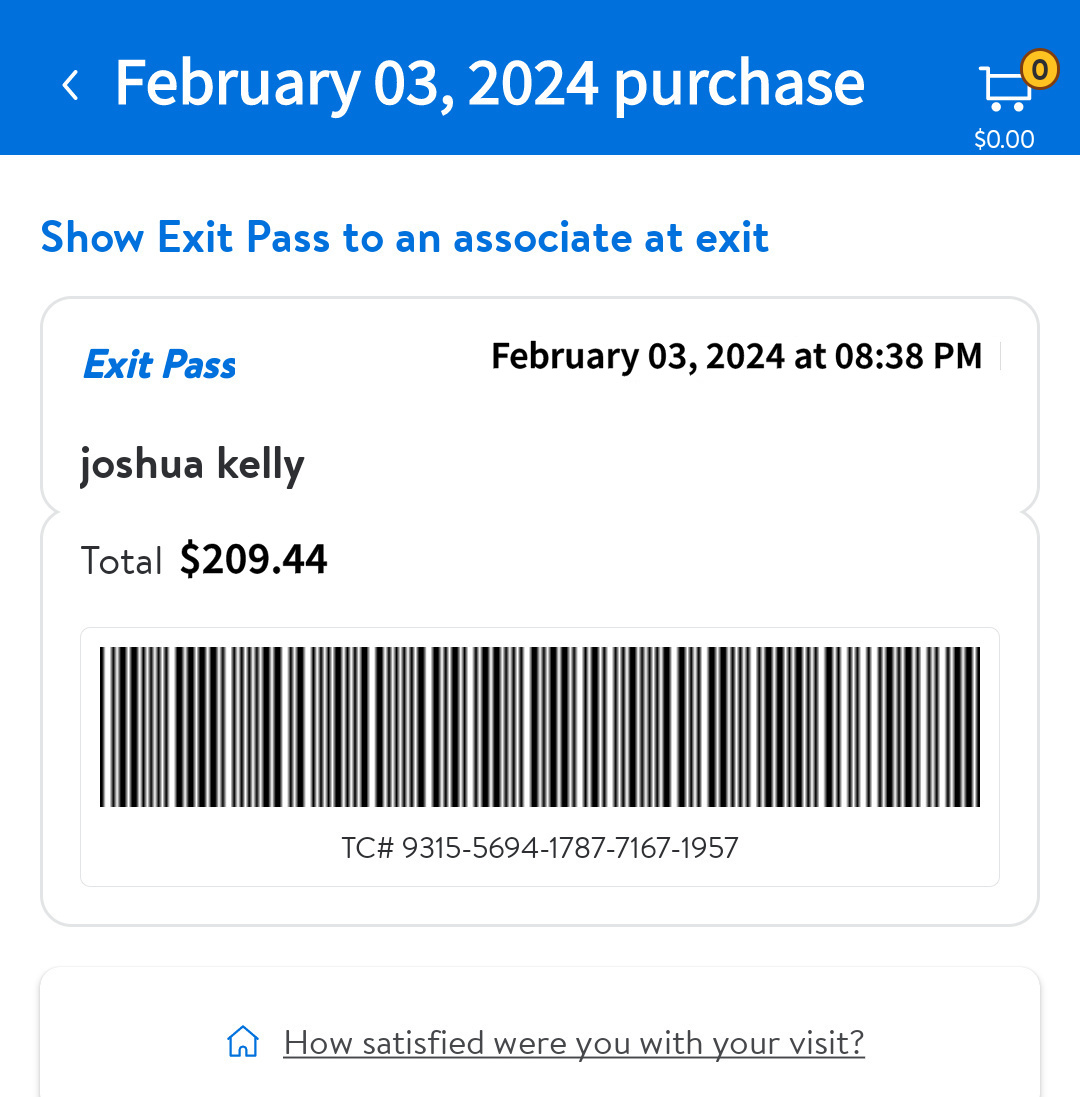 February 03, 2024 purchase
0
$0.00
Show Exit Pass to an associate at exit
Exit Pass
February 03, 2024 at 08:38 PM
joshua kelly
Total $209.44
TC# 9315-5694-1787-7167-1957
How satisfied were you with your visit?